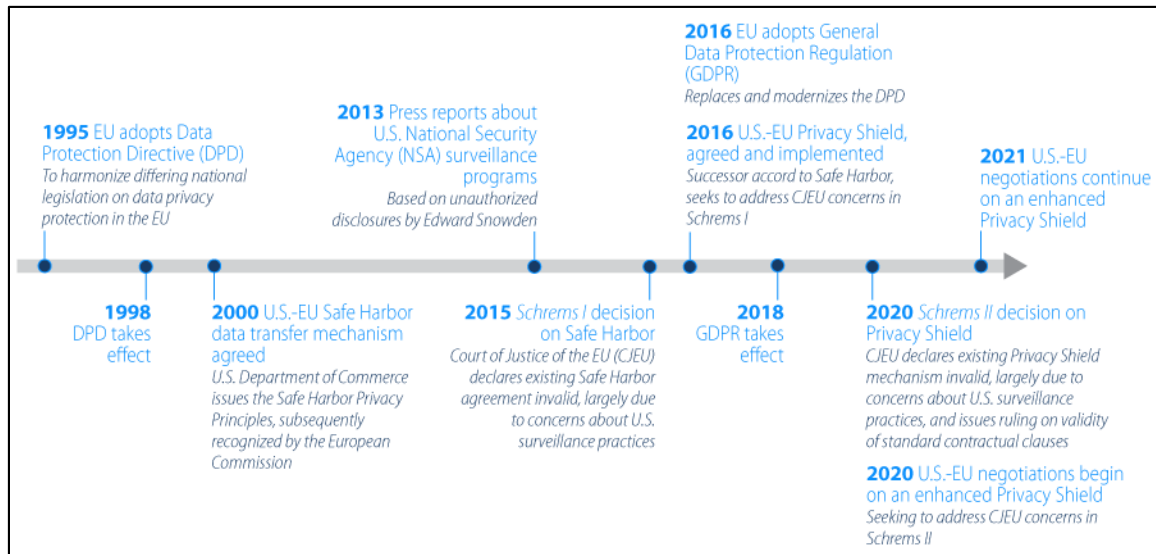 1995 EU adopts Data
Protection Directive (DPD)
To harmonize differing national
legislation on data privacy
protection in the EU
1998
DPD takes
effect
2000 U.S.-EU Safe Harbor
data transfer mechanism
agreed
U.S. Department of Commerce
issues the Safe Harbor Privacy
Principles, subsequently
recognized by the European
Commission
2013 Press reports about
U.S. National Security
Agency (NSA) surveillance
programs
Based on unauthorized
disclosures by Edward Snowden
2015 Schrems I decision
on Safe Harbor
Court of Justice of the EU (CJEU)
declares existing Safe Harbor
agreement invalid, largely due
to concerns about U.S.
surveillance practices
2016 EU adopts General
Data Protection Regulation
(GDPR)
Replaces and modernizes the DPD
2016 U.S.-EU Privacy Shield,
agreed and implemented
Successor accord to Safe Harbor,
seeks to address CJEU concerns in
Schrems I
2018
GDPR takes
effect
2020 Schrems II decision on
Privacy Shield
CJEU declares existing Privacy Shield
mechanism invalid, largely due to
concerns about U.S. surveillance
practices, and issues ruling on validity
of standard contractual clauses
2020 U.S.-EU negotiations begin
on an enhanced Privacy Shield
Seeking to address CJEU concerns in
Schrems II
2021 U.S.-EU
negotiations continue
on an enhanced
Privacy Shield